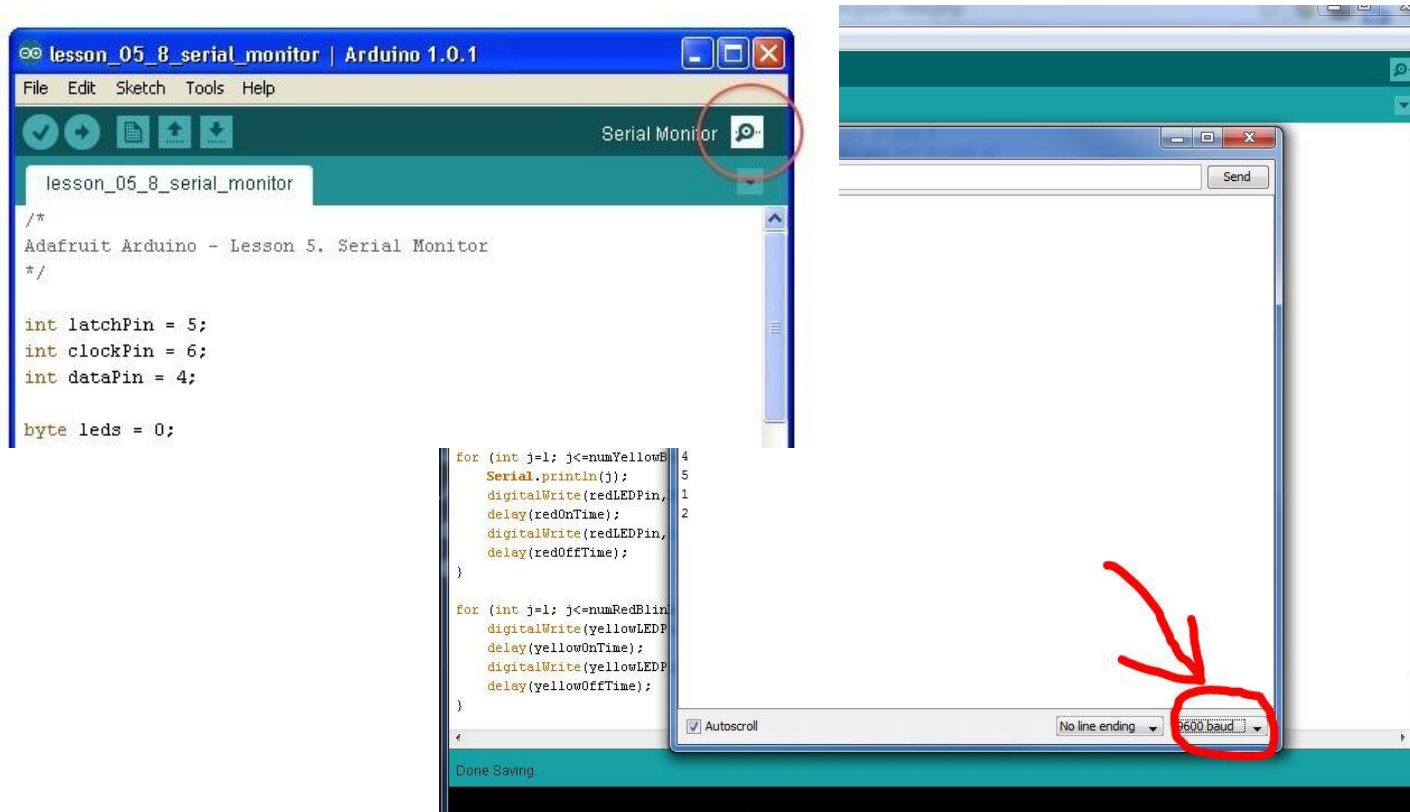 lesson_05_8_serial_monitor | Arduino 1.0.1
File Edit Sketch Tools Help
Serial Monitor
lesson_05_8_serial_monitor
/*
Adafruit Arduino - Lesson 5. Serial Monitor
*/
int latchPin = 5;
int clockPin = 6;
int dataPin = 4;
byte leds = 0;
Send
for (int j=1; j<=numYellowB
Serial.println(j);
digitalWrite(redLEDPin,
delay(redOnTime);
digitalWrite(redLEDPin,
delay(redOffTime);
}
for (int j=1; j<=numRedBlin
digitalWrite(yellowLEDP
delay(yellowOnTime);
digitalWrite(yellowLEDP
delay(yellowOffTime);
}
4
5
1
2
Autoscroll
No line ending
9600 baud
Done Saving.